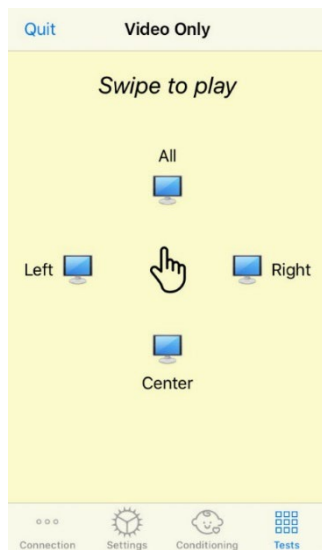 Quit Video Only
Swipe to play
All
Left Right
Center
Connection Settings Conditioning Tests